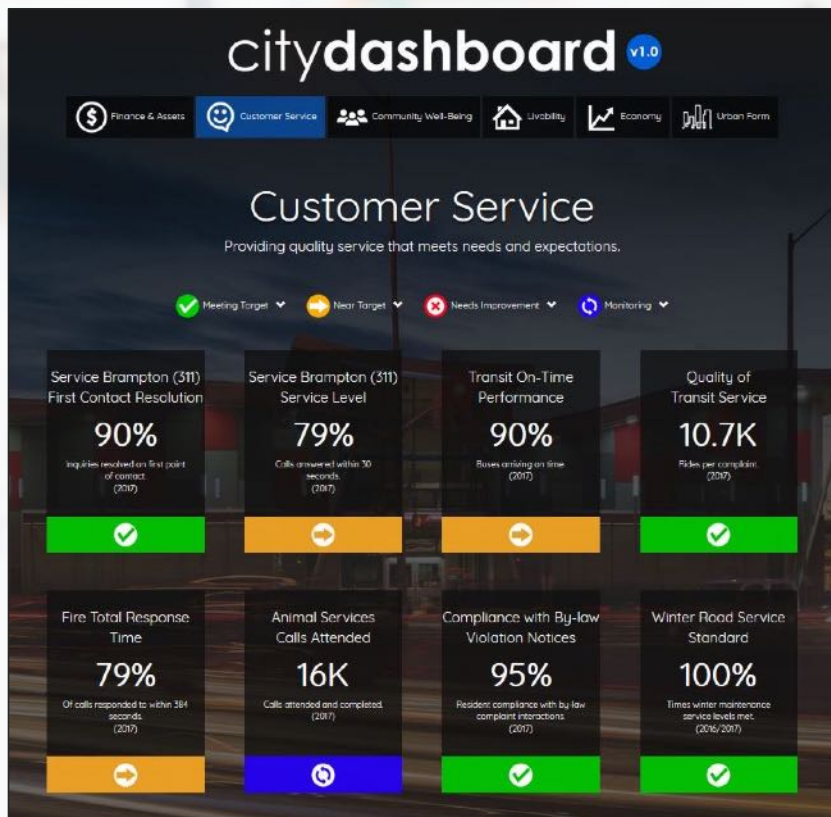 citydashboard v1.0
Finance & Assets
Customer Service
Community Well-Being
Livability
Economy
Urban Form
Customer Service
Providing quality service that meets needs and expectations.
Meeting Target
Near Target
Needs Improvement
Monitoring
Service Brampton (311)
First Contact Resolution
90%
Inquiries resolved on first point
of contact.
(2017)
Service Brampton (311)
Service Level
79%
Calls answered within 30
seconds.
(2017)
Transit On-Time
Performance
90%
Buses arriving on time.
(2017)
Quality of
Transit Service
10.7K
Rides per complaint.
(2017)
Fire Total Response
Time
79%
Of calls responded to within 384
seconds.
(2017)
Animal Services
Calls Attended
16K
Calls attended and completed.
(2017)
Compliance with By-law
Violation Notices
95%
Resident compliance with by-law
complaint interactions.
(2017)
Winter Road Service
Standard
100%
Times winter maintenance
service levels met.
(2016/2017)